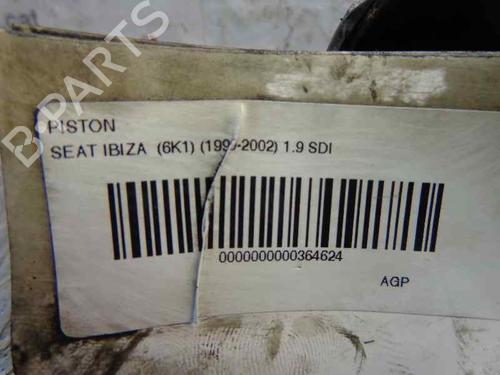 B PARTS
PISTON
SEAT IBIZA (6K1) (1999-2002) 1.9 SDI
0000000000364624
AGP